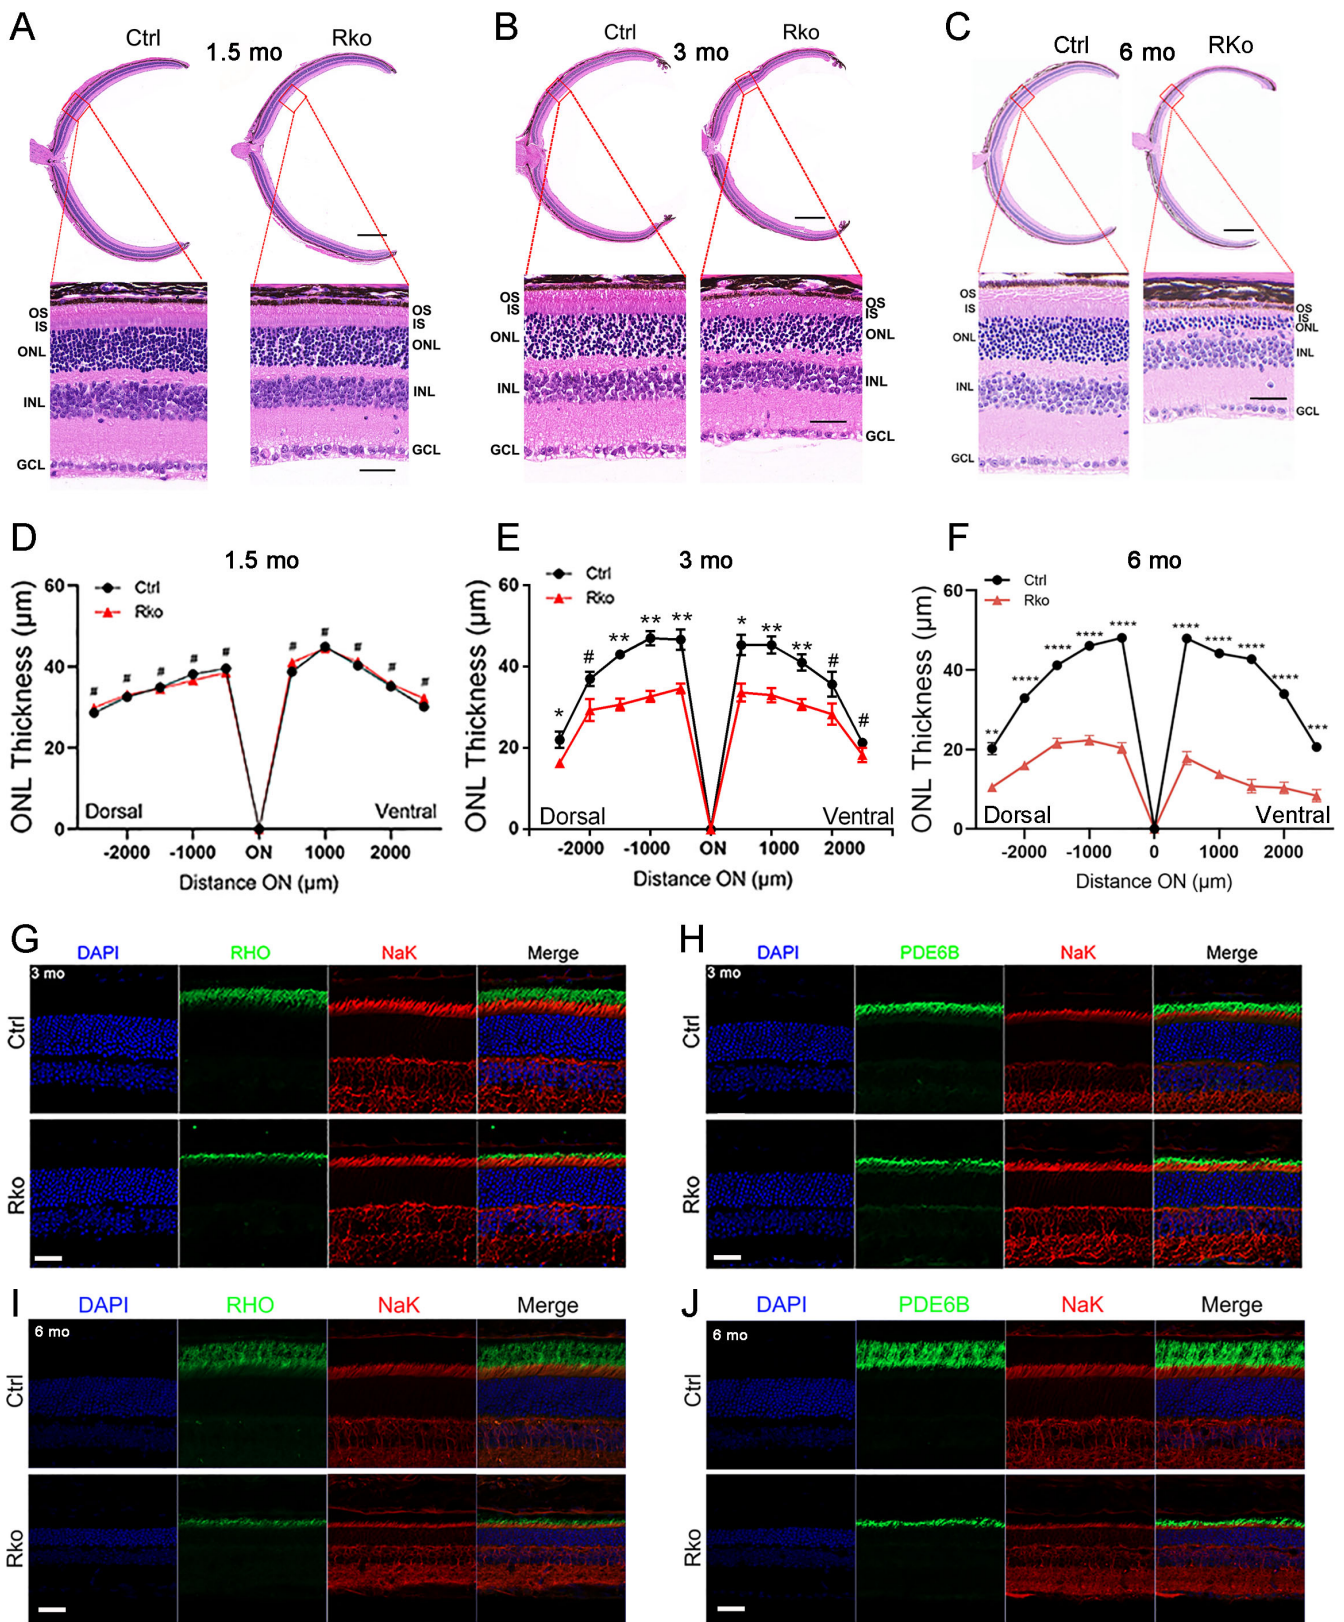 A
Ctrl
1.5 mo
Rko
OS
IS
ONL
INL
GCL
OS
IS
ONL
INL
GCL
B
Ctrl
3 mo
Rko
OS
IS
ONL
INL
GCL
OS
IS
ONL
INL
GCL
C
Ctrl
6 mo
RKo
OS
IS
ONL
INL
GCL
OS
IS
ONL
INL
GCL
D
1.5 mo
Ctrl
Rko
ONL Thickness (µm)
60
40
20
0
# # # # # # # # # #
Dorsal
Ventral
-2000 -1000 ON 1000 2000
Distance ON (µm)
E
3 mo
Ctrl
Rko
ONL Thickness (µm)
60
40
20
0
* # ** ** ** * ** ** # #
Dorsal
Ventral
-2000 -1000 ON 1000 2000
Distance ON (µm)
F
6 mo
Ctrl
Rko
ONL Thickness (µm)
60
40
20
0
** **** **** **** **** **** **** **** **** ***
Dorsal
Ventral
-2000 -1000 0 1000 2000
Distance ON (µm)
G
DAPI RHO NaK Merge
3 mo
Ctrl
Rko
H
DAPI PDE6B NaK Merge
3 mo
Ctrl
Rko
I
DAPI RHO NaK Merge
6 mo
Ctrl
Rko
J
DAPI PDE6B NaK Merge
6 mo
Ctrl
Rko